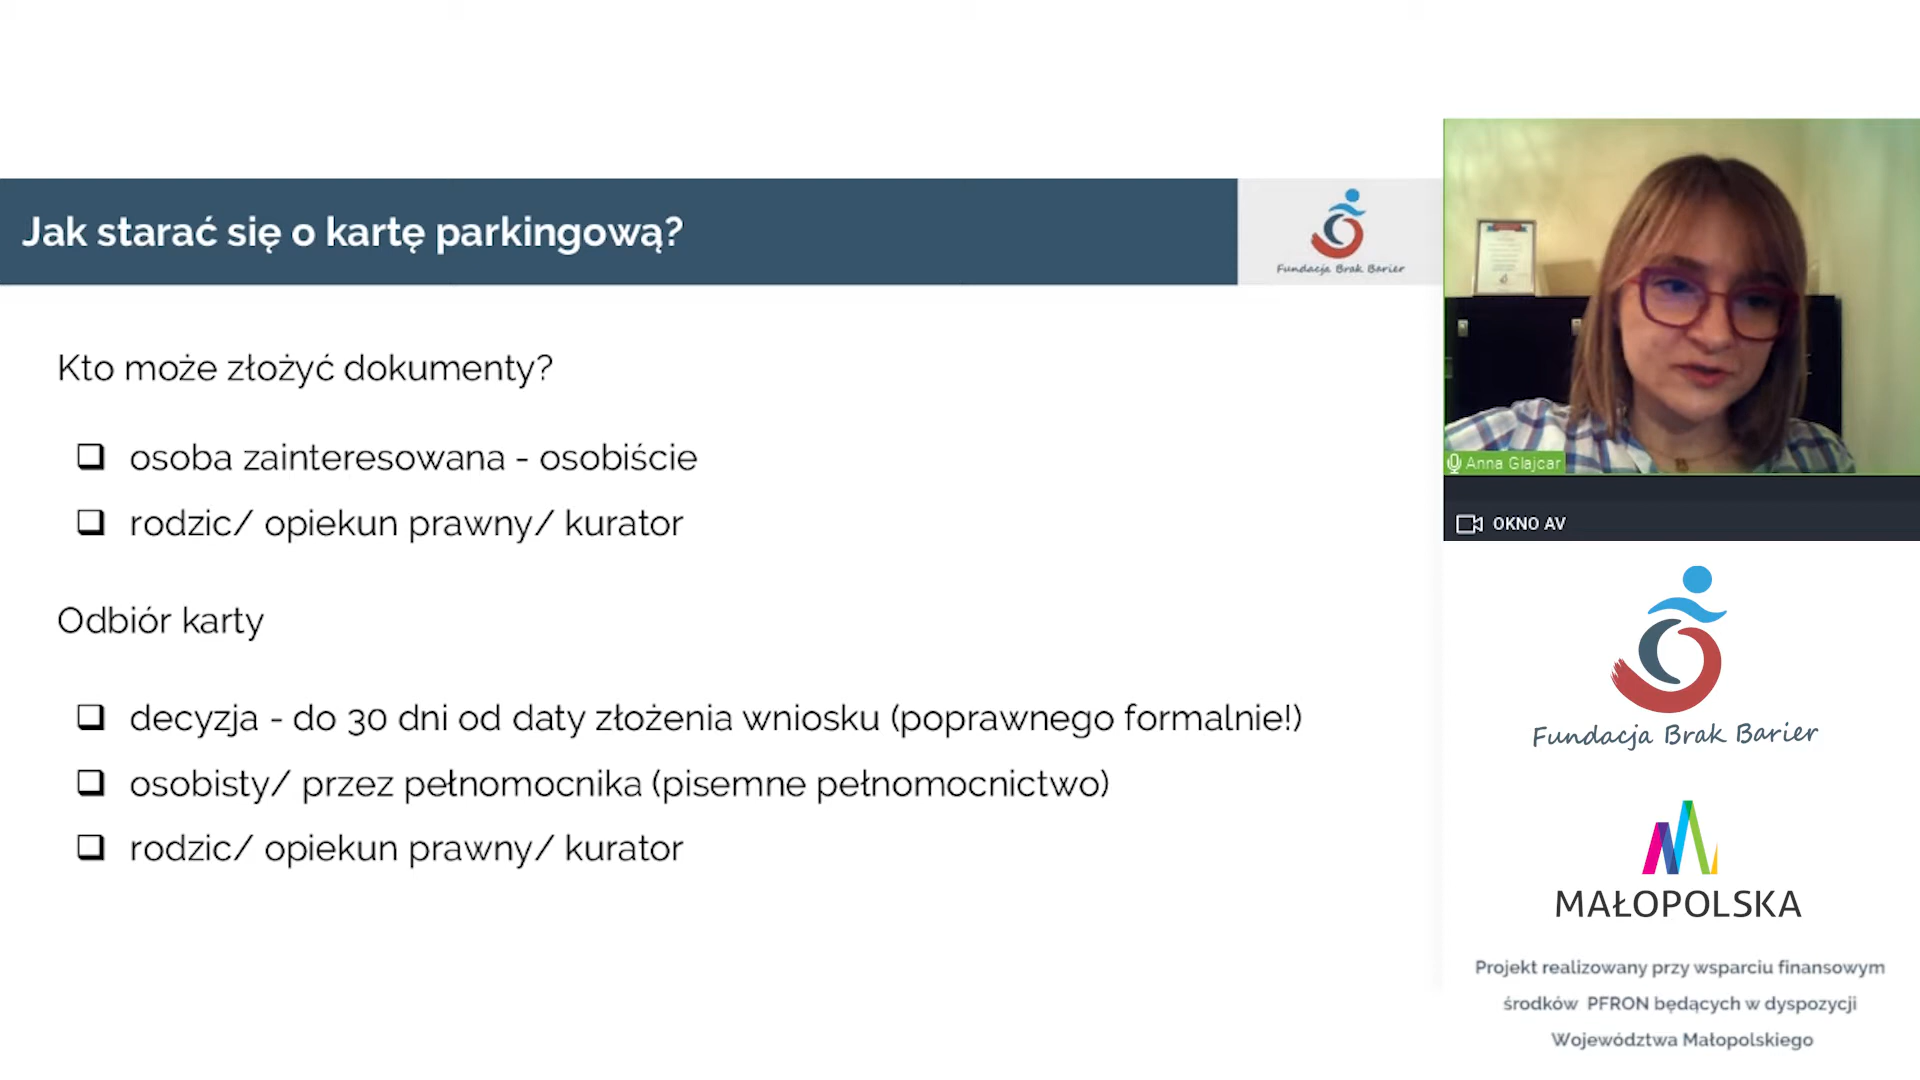 Jak starać się o kartę parkingową?
Fundacja Brak Barier
Kto może złożyć dokumenty?
❑ osoba zainteresowana - osobiście
❑ rodzic/ opiekun prawny/ kurator
Odbiór karty
❑ decyzja - do 30 dni od daty złożenia wniosku (poprawnego formalnie!)
❑ osobisty/ przez pełnomocnika (pisemne pełnomocnictwo)
❑ rodzic/ opiekun prawny/ kurator
Anna Glajcar
OKNO AV
Fundacja Brak Barier
MAŁOPOLSKA
Projekt realizowany przy wsparciu finansowym
środków PFRON będących w dyspozycji
Województwa Małopolskiego